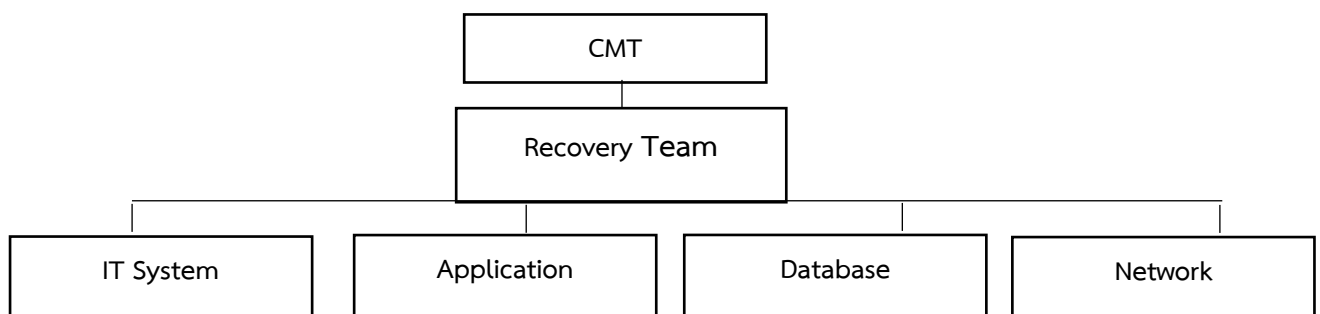 CMT
Recovery Team
IT System
Application
Database
Network